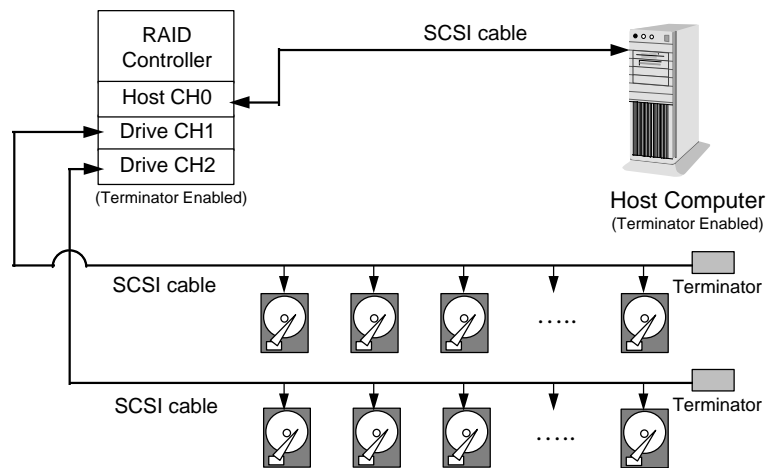 RAID
Controller
Host CH0
Drive CH1
Drive CH2
(Terminator Enabled)
SCSI cable
Host Computer
(Terminator Enabled)
SCSI cable
Terminator
…..
SCSI cable
Terminator
…..